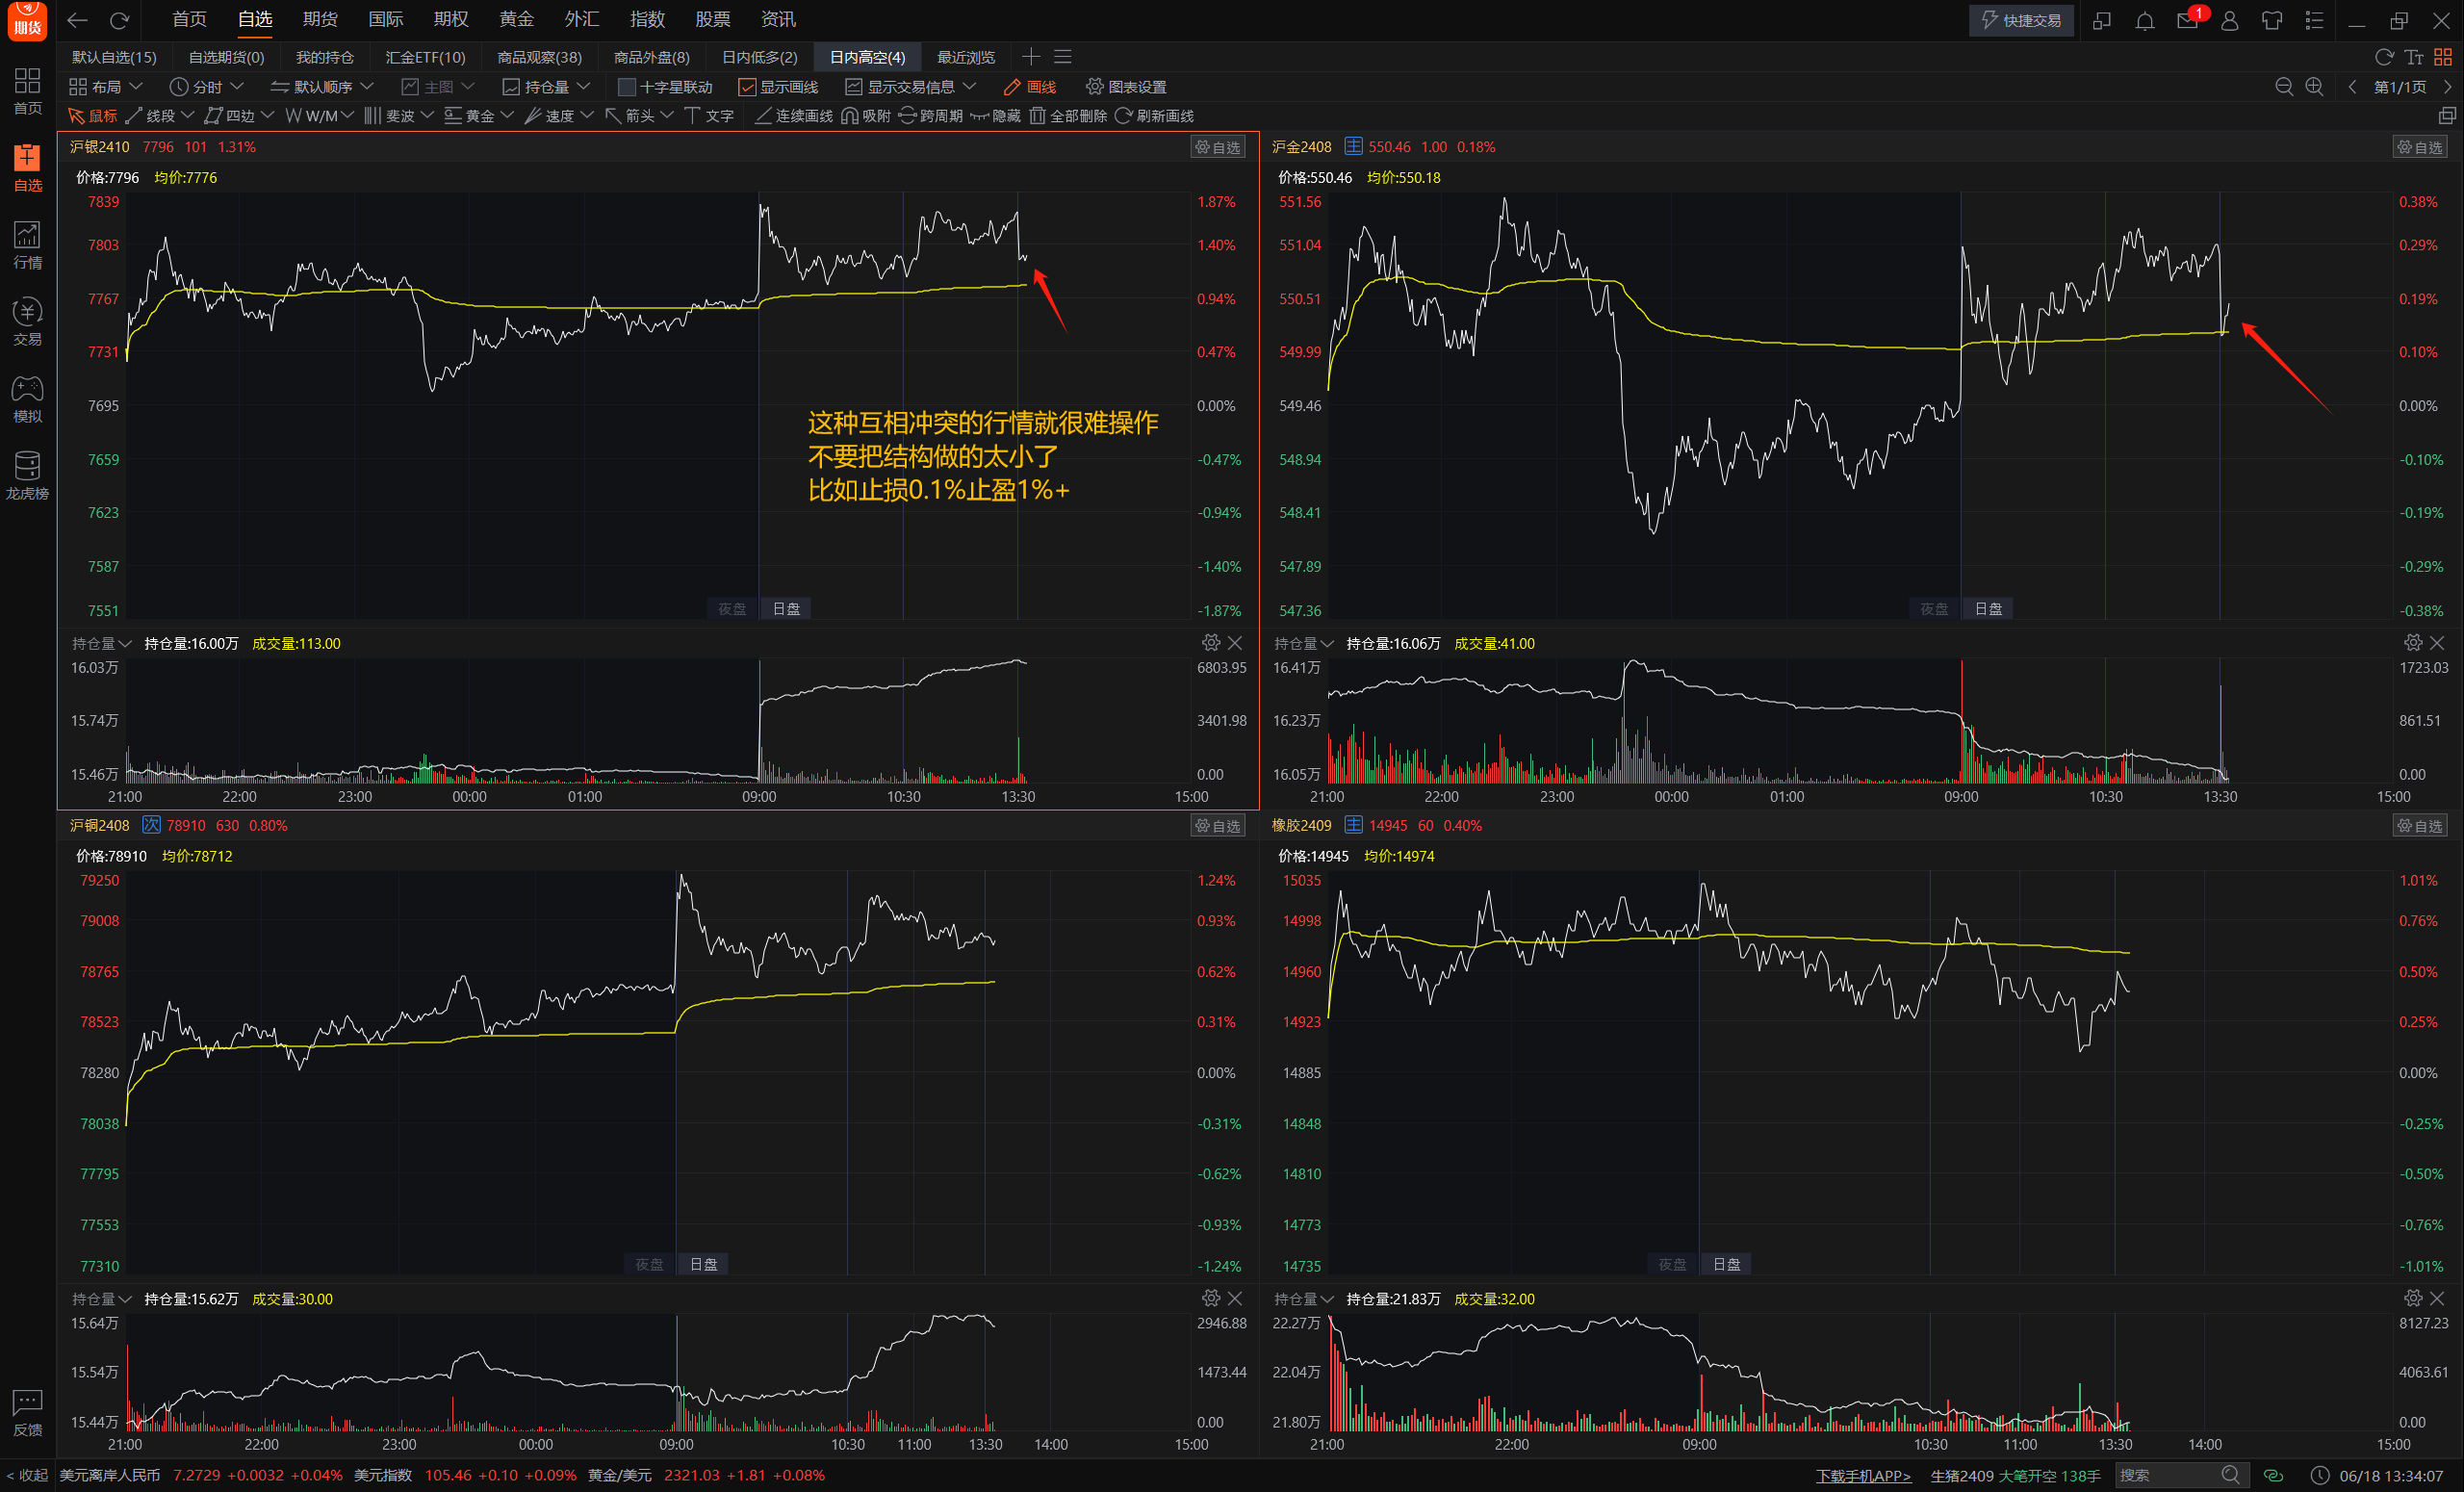 期货
首页 自选 期货 国际 期权 黄金 外汇 指数 股票 资讯
快捷交易 1
默认自选(15) 自选期货(0) 我的持仓 汇金ETF(10) 商品观察(38) 商品外盘(8) 日内低多(2) 日内高空(4) 最近浏览
布局 分时 默认顺序 主图 持仓量 十字星联动 显示画线 显示交易信息 画线 图表设置 第1/1页
鼠标 线段 四边 W/M 斐波 黄金 速度 箭头 文字 连续画线 吸附 跨周期 隐藏 全部删除 刷新画线
首页
自选
行情
交易
模拟
龙虎榜
反馈
沪银2410 7796 101 1.31% 自选
价格:7796 均价:7776
7839 1.87%
7803 1.40%
7767 0.94%
7731 0.47%
7695 0.00%
7659 -0.47%
7623 -0.94%
7587 -1.40%
7551 -1.87%
这种互相冲突的行情就很难操作
不要把结构做的太小了
比如止损0.1%止盈1%+
夜盘 日盘
持仓量 持仓量:16.00万 成交量:113.00
16.03万 6803.95
15.74万 3401.98
15.46万 0.00
21:00 22:00 23:00 00:00 01:00 09:00 10:30 13:30 15:00
沪金2408 主 550.46 1.00 0.18% 自选
价格:550.46 均价:550.18
551.56 0.38%
551.04 0.29%
550.51 0.19%
549.99 0.10%
549.46 0.00%
548.94 -0.10%
548.41 -0.19%
547.89 -0.29%
547.36 -0.38%
夜盘 日盘
持仓量 持仓量:16.06万 成交量:41.00
16.41万 1723.03
16.23万 861.51
16.05万 0.00
21:00 22:00 23:00 00:00 01:00 09:00 10:30 13:30 15:00
沪铜2408 次 78910 630 0.80% 自选
价格:78910 均价:78712
79250 1.24%
79008 0.93%
78765 0.62%
78523 0.31%
78280 0.00%
78038 -0.31%
77795 -0.62%
77553 -0.93%
77310 -1.24%
夜盘 日盘
持仓量 持仓量:15.62万 成交量:30.00
15.64万 2946.88
15.54万 1473.44
15.44万 0.00
21:00 22:00 23:00 00:00 09:00 10:30 11:00 13:30 14:00 15:00
橡胶2409 主 14945 60 0.40% 自选
价格:14945 均价:14974
15035 1.01%
14998 0.76%
14960 0.50%
14923 0.25%
14885 0.00%
14848 -0.25%
14810 -0.50%
14773 -0.76%
14735 -1.01%
夜盘 日盘
持仓量 持仓量:21.83万 成交量:32.00
22.27万 8127.23
22.04万 4063.61
21.80万 0.00
21:00 22:00 09:00 10:30 11:00 13:30 14:00 15:00
< 收起 美元离岸人民币 7.2729 +0.0032 +0.04% 美元指数 105.46 +0.10 +0.09% 黄金/美元 2321.03 +1.81 +0.08% 下载手机APP> 生猪2409 大笔开空 138手 搜索 06/18 13:34:07